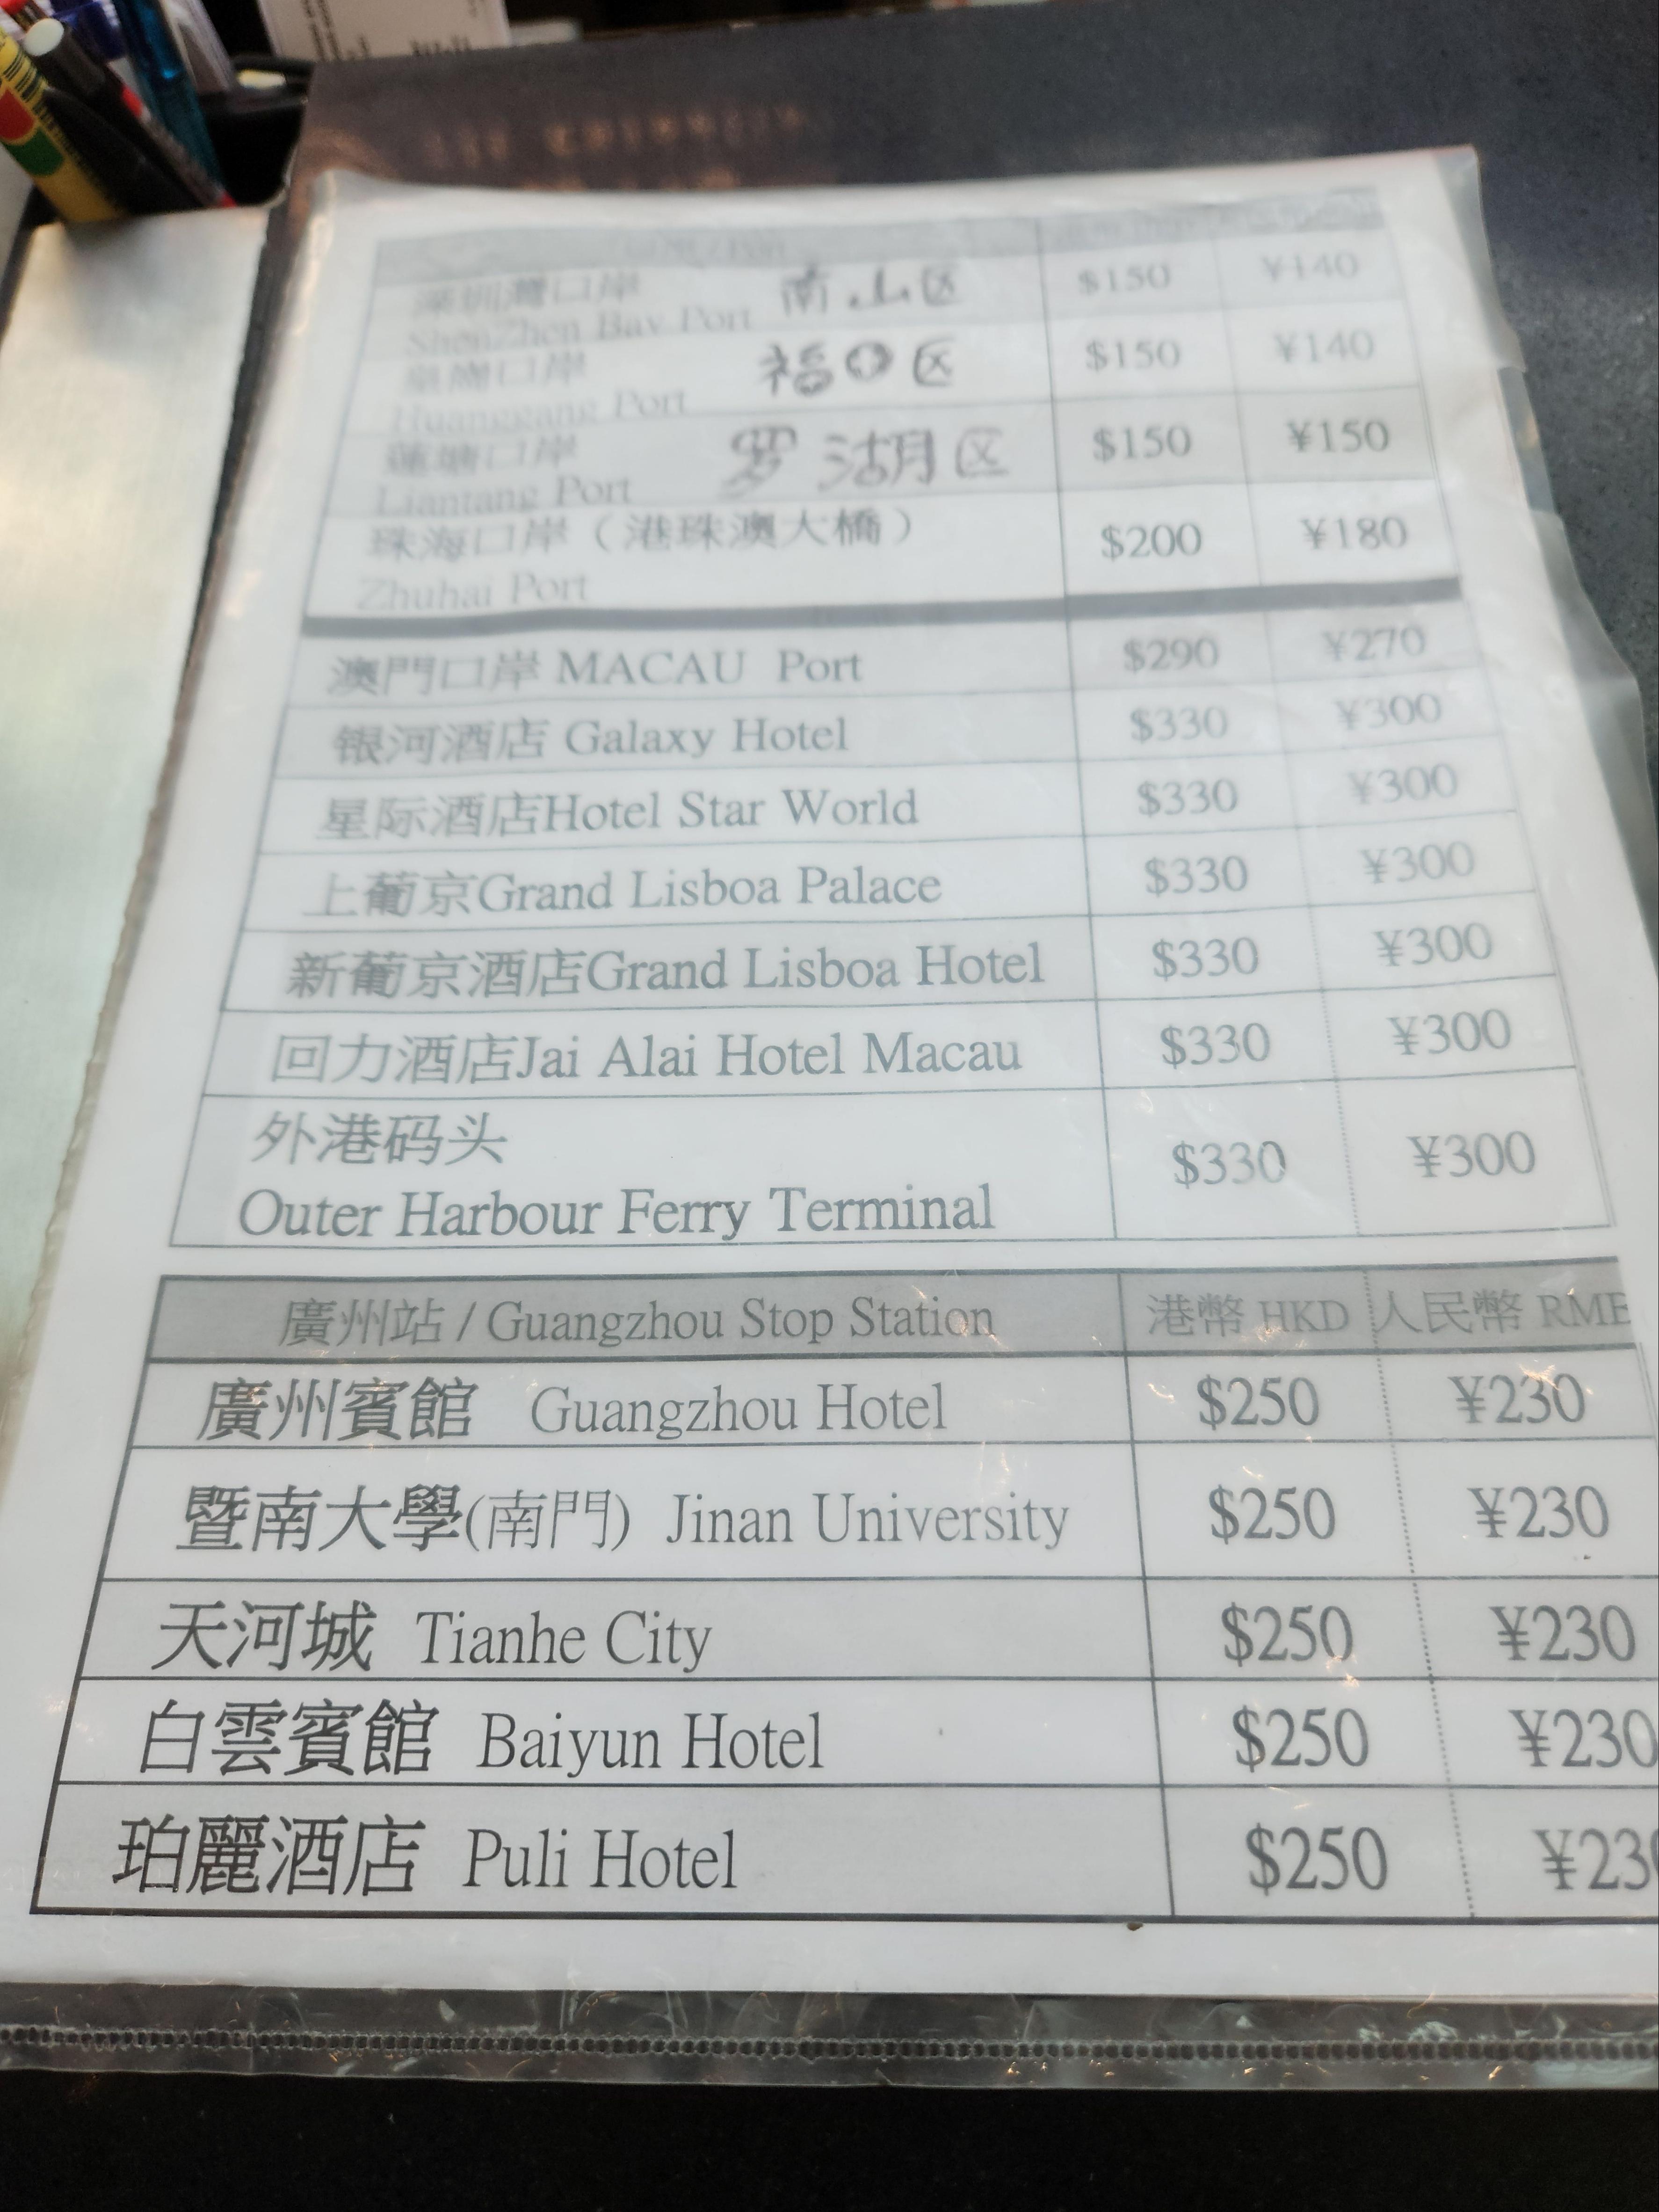 深圳灣口岸 南山区 $150 ¥140
ShenZhen Bay Port
皇崗口岸 福田区 $150 ¥140
Huanggang Port
蓮塘口岸 罗湖区 $150 ¥150
Liantang Port
珠海口岸（港珠澳大橋） $200 ¥180
Zhuhai Port
澳門口岸 MACAU Port $290 ¥270
银河酒店 Galaxy Hotel $330 ¥300
星际酒店Hotel Star World $330 ¥300
上葡京Grand Lisboa Palace $330 ¥300
新葡京酒店Grand Lisboa Hotel $330 ¥300
回力酒店Jai Alai Hotel Macau $330 ¥300
外港码头 $330 ¥300
Outer Harbour Ferry Terminal
廣州站 / Guangzhou Stop Station 港幣 HKD 人民幣 RMB
廣州賓館 Guangzhou Hotel $250 ¥230
暨南大學(南門) Jinan University $250 ¥230
天河城 Tianhe City $250 ¥230
白雲賓館 Baiyun Hotel $250 ¥230
珀麗酒店 Puli Hotel $250 ¥230